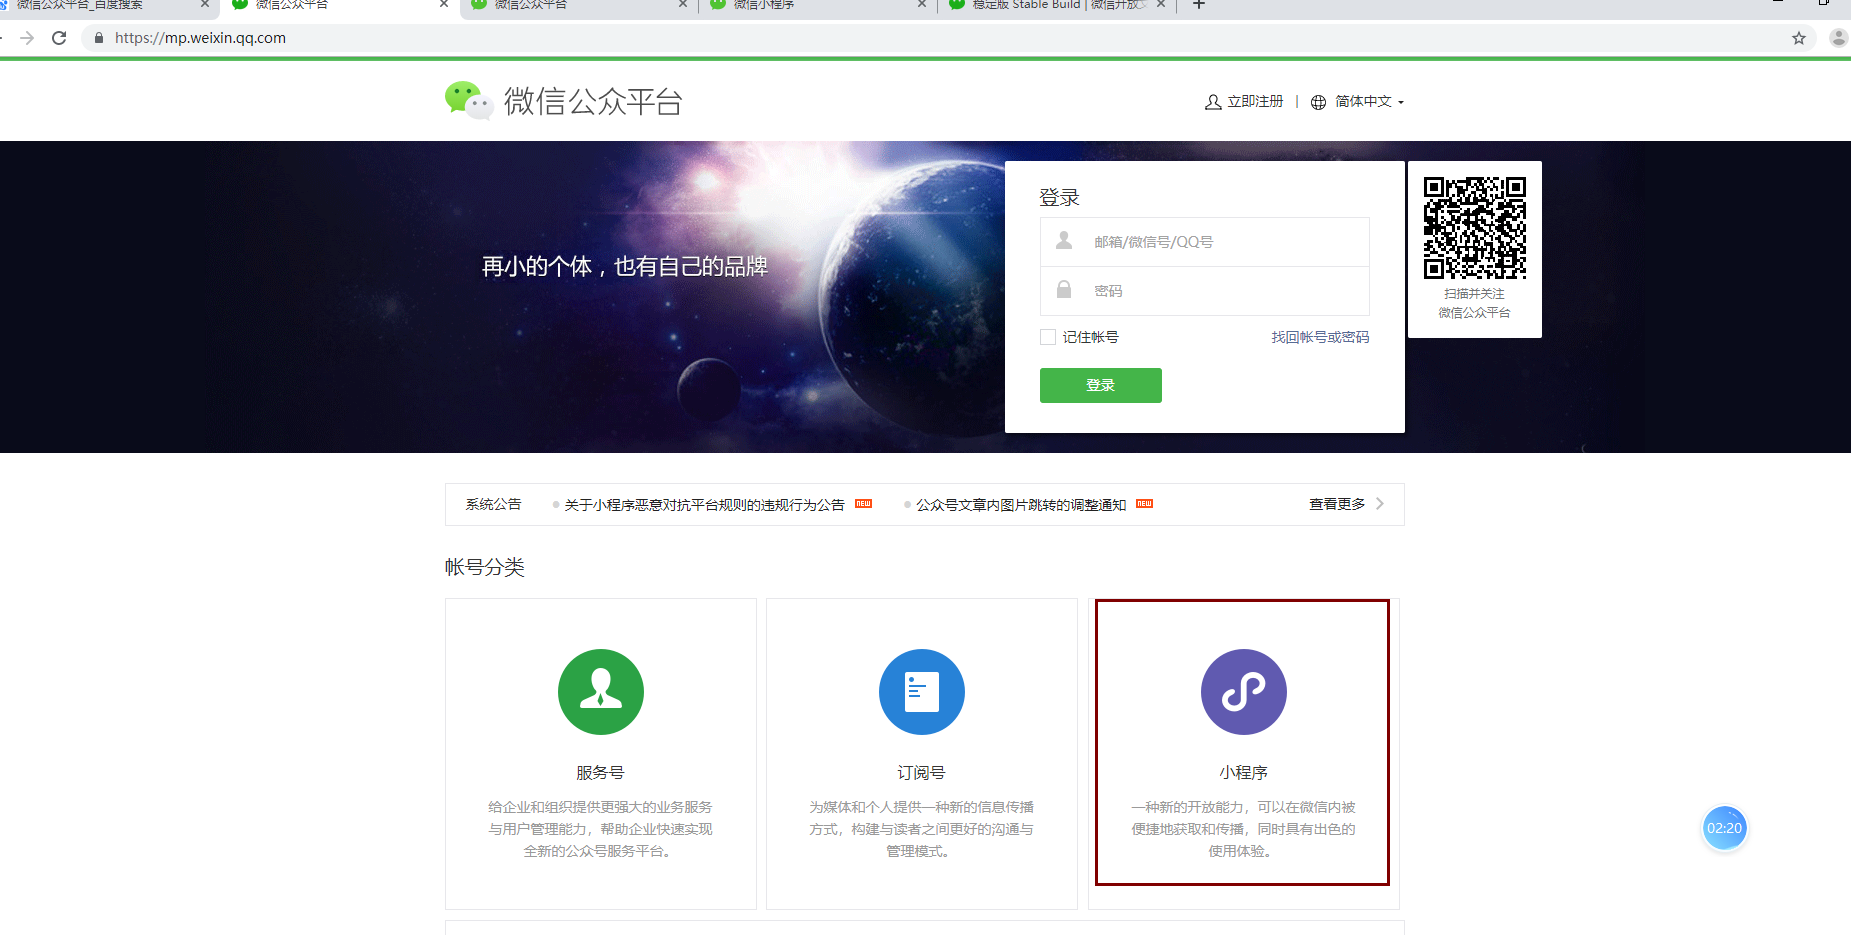 微信公众平台_百度搜索
微信公众平台
微信公众平台
微信小程序
稳定版 Stable Build | 微信开放文
https://mp.weixin.qq.com
微信公众平台
立即注册 | 简体中文
再小的个体，也有自己的品牌
登录
邮箱/微信号/QQ号
密码
记住帐号 找回帐号或密码
登录
扫描并关注
微信公众平台
系统公告 关于小程序恶意对抗平台规则的违规行为公告 NEW 公众号文章内图片跳转的调整通知 NEW 查看更多
帐号分类
服务号
给企业和组织提供更强大的业务服务
与用户管理能力，帮助企业快速实现
全新的公众号服务平台。
订阅号
为媒体和个人提供一种新的信息传播
方式，构建与读者之间更好的沟通与
管理模式。
小程序
一种新的开放能力，可以在微信内被
便捷地获取和传播，同时具有出色的
使用体验。
02:20